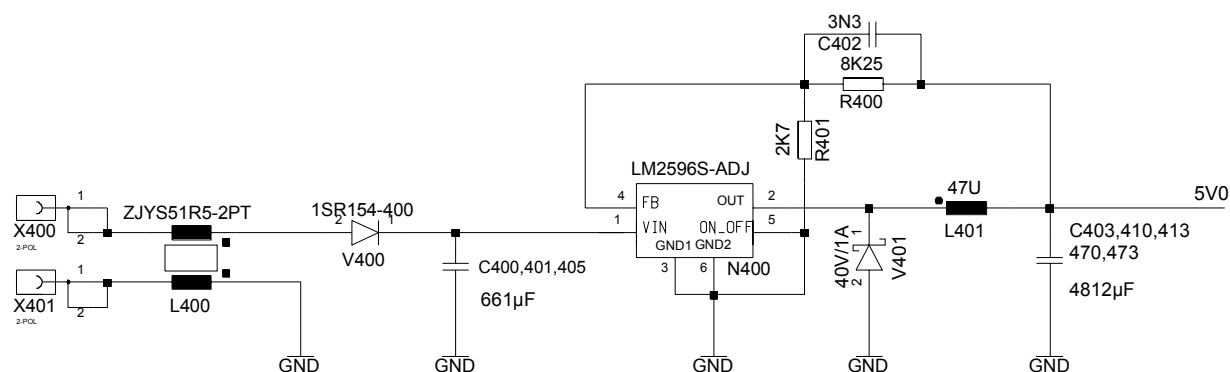 3N3
C402
8K25
R400
2K7
R401
LM2596S-ADJ
4
FB
OUT
2
1
VIN
ON_OFF
5
GND1
GND2
3
6
N400
1
X400
2-POL
2
ZJYS51R5-2PT
1SR154-400
2
1
V400
1
X401
2-POL
2
L400
C400,401,405
661µF
40V/1A
1
2
V401
47U
L401
5V0
C403,410,413
470,473
4812µF
GND
GND
GND
GND
GND